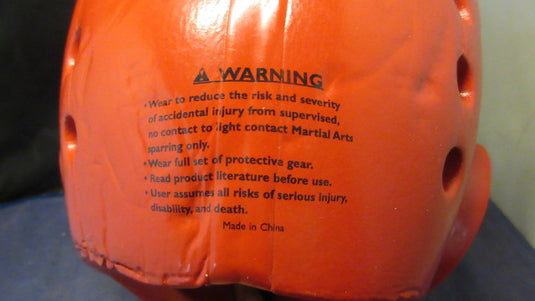 ⚠ WARNING
• Wear to reduce the risk and severity
of accidental injury from supervised,
no contact to light contact Martial Arts
sparring only.
• Wear full set of protective gear.
• Read product literature before use.
• User assumes all risks of serious injury,
disability, and death.
Made in China